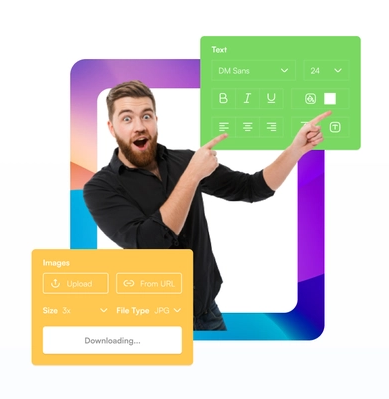 Text
DM Sans
24
B I U
T
Images
Upload
From URL
Size 3x File Type JPG
Downloading...